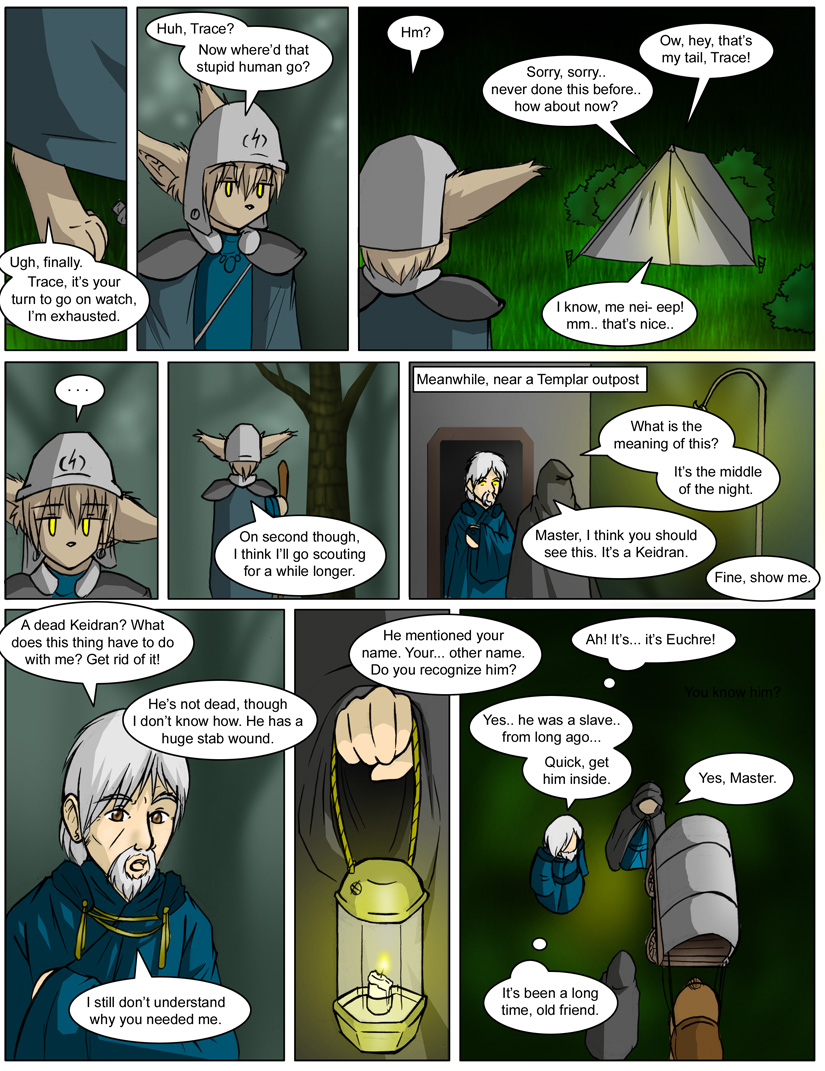 Ugh, finally.
Trace, it's your
turn to go on watch,
I'm exhausted.
Huh, Trace?
Now where'd that
stupid human go?
Hm?
Ow, hey, that's
my tail, Trace!
Sorry, sorry..
never done this before..
how about now?
I know, me nei- eep!
mm.. that's nice..
. . .
On second though,
I think I'll go scouting
for a while longer.
Meanwhile, near a Templar outpost
What is the
meaning of this?
It's the middle
of the night.
Master, I think you should
see this. It's a Keidran.
Fine, show me.
A dead Keidran? What
does this thing have to do
with me? Get rid of it!
He's not dead, though
I don't know how. He has a
huge stab wound.
I still don't understand
why you needed me.
He mentioned your
name. Your... other name.
Do you recognize him?
Ah! It's... it's Euchre!
You know him?
Yes.. he was a slave..
from long ago...
Quick, get
him inside.
Yes, Master.
It's been a long
time, old friend.